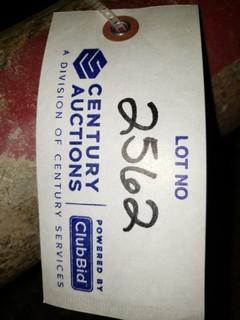 CENTURY
AUCTIONS
A DIVISION OF CENTURY SERVICES
POWERED BY
ClubBid
LOT NO
2562